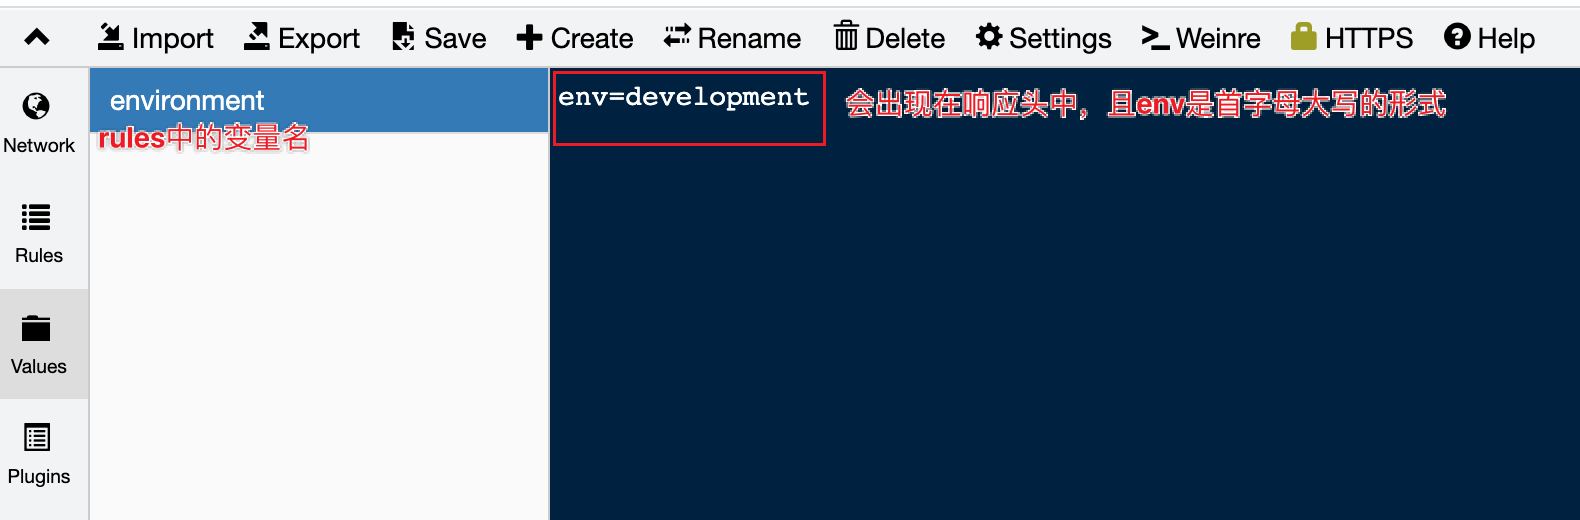 Import Export Save Create Rename Delete Settings Weinre HTTPS Help
Network
Rules
Values
Plugins
environment
rules中的变量名
env=development
会出现在响应头中，且env是首字母大写的形式